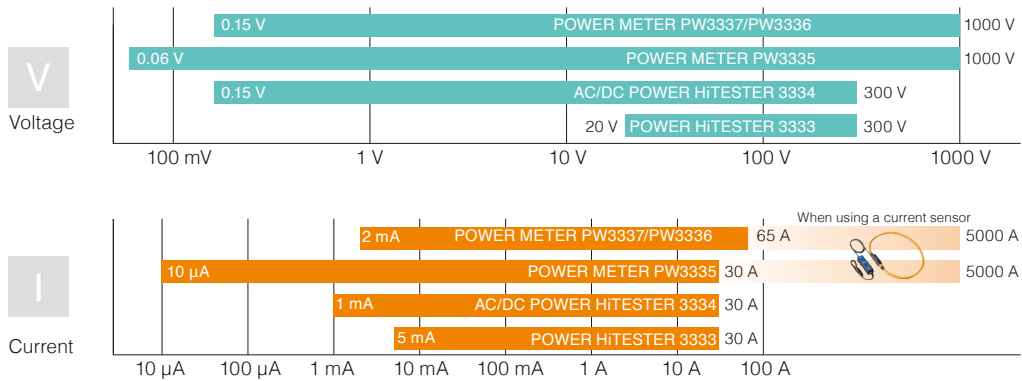 0.15 V POWER METER PW3337/PW3336 1000 V
0.06 V POWER METER PW3335 1000 V
V
0.15 V AC/DC POWER HiTESTER 3334 300 V
Voltage
20 V POWER HiTESTER 3333 300 V
100 mV 1 V 10 V 100 V 1000 V
When using a current sensor
2 mA POWER METER PW3337/PW3336 65 A 5000 A
10 µA POWER METER PW3335 30 A 5000 A
I
1 mA AC/DC POWER HiTESTER 3334 30 A
5 mA POWER HiTESTER 3333 30 A
Current
10 µA 100 µA 1 mA 10 mA 100 mA 1 A 10 A 100 A